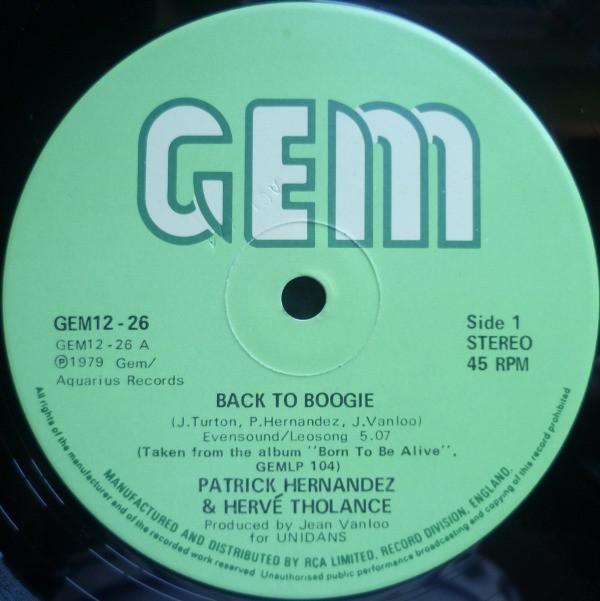 GEM
GEM12-26
GEM12-26 A
℗1979 Gem/
Aquarius Records
Side 1
STEREO
45 RPM
BACK TO BOOGIE
(J.Turton, P.Hernandez, J.Vanloo)
Evensound/Leosong 5.07
(Taken from the album "Born To Be Alive",
GEMLP 104)
PATRICK HERNANDEZ
& HERVÉ THOLANCE
Produced by Jean Vanloo
for UNIDANS
MANUFACTURED AND DISTRIBUTED BY RCA LIMITED, RECORD DIVISION, ENGLAND.
All rights of the manufacturer and of the recorded work reserved Unauthorised public performance broadcasting and copying of this record prohibited